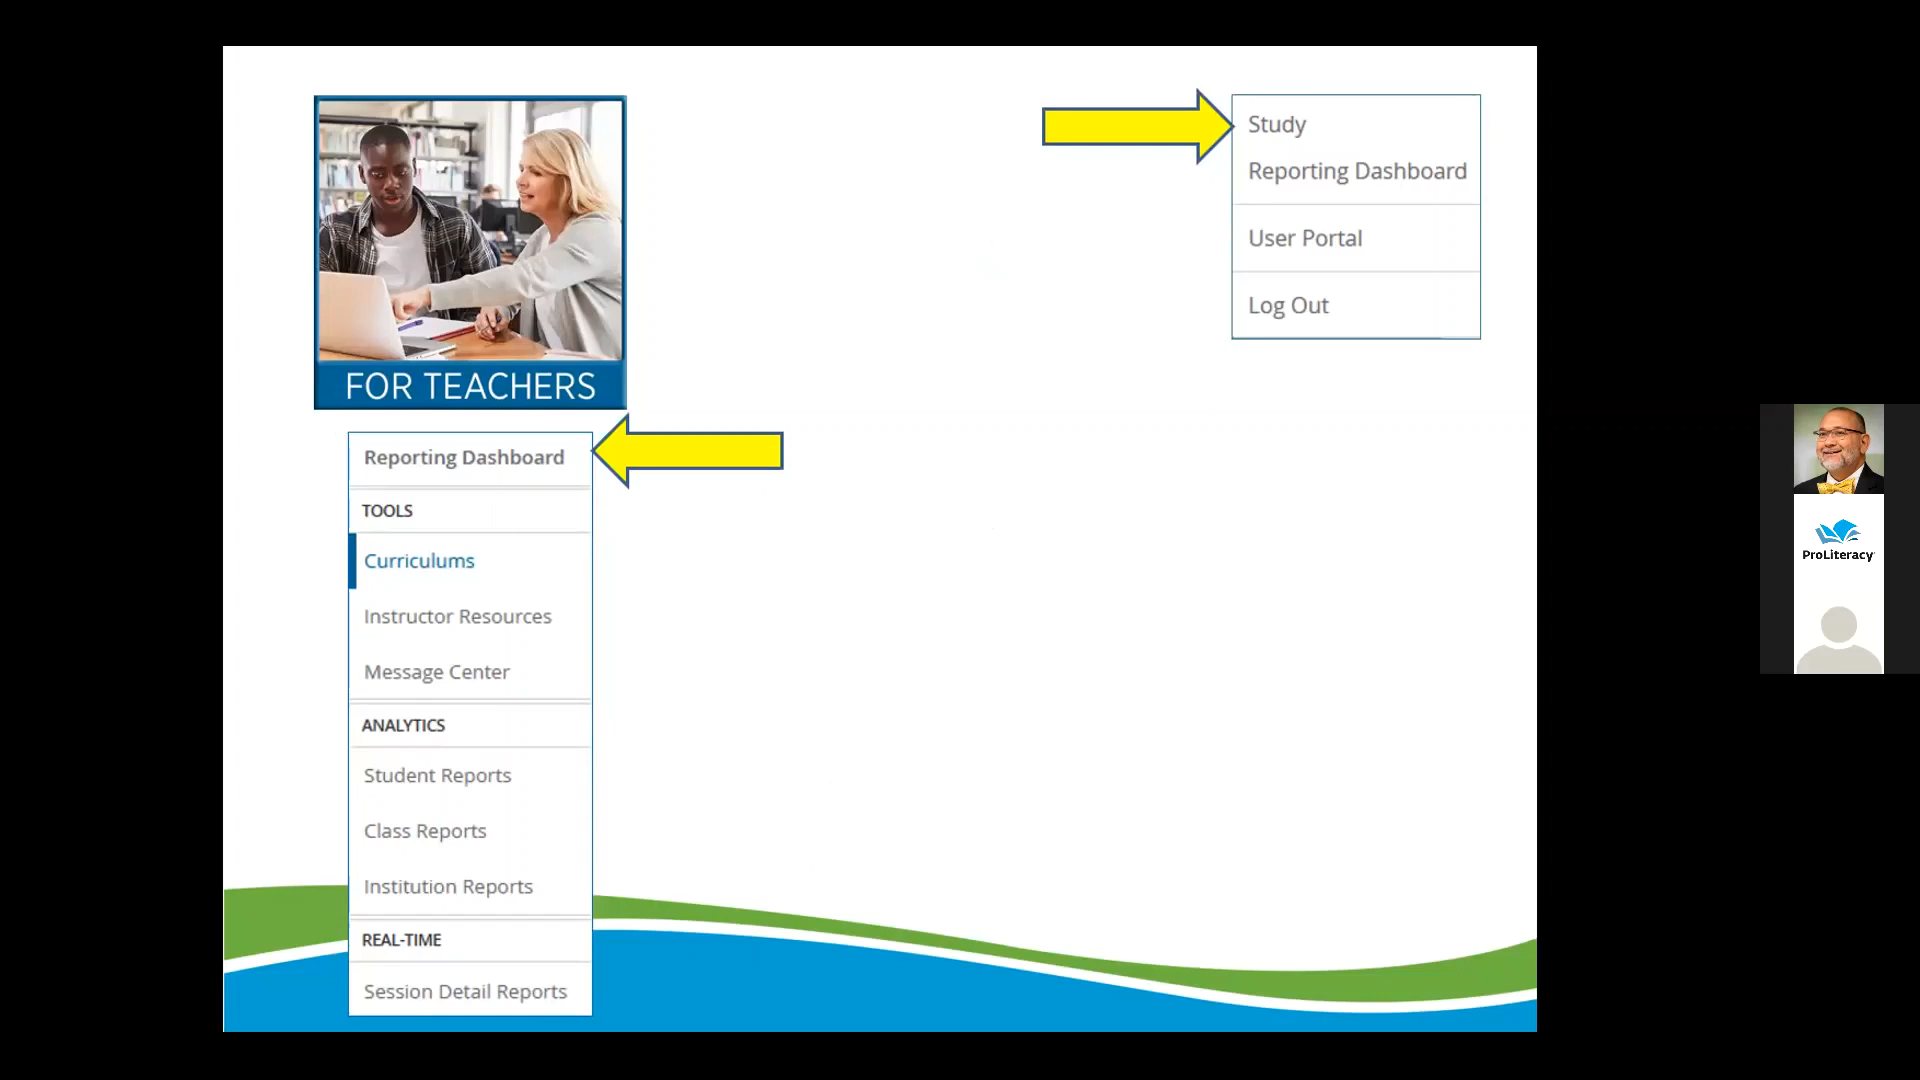 FOR TEACHERS
Reporting Dashboard
TOOLS
Curriculums
Instructor Resources
Message Center
ANALYTICS
Student Reports
Class Reports
Institution Reports
REAL-TIME
Session Detail Reports
Study
Reporting Dashboard
User Portal
Log Out
ProLiteracy